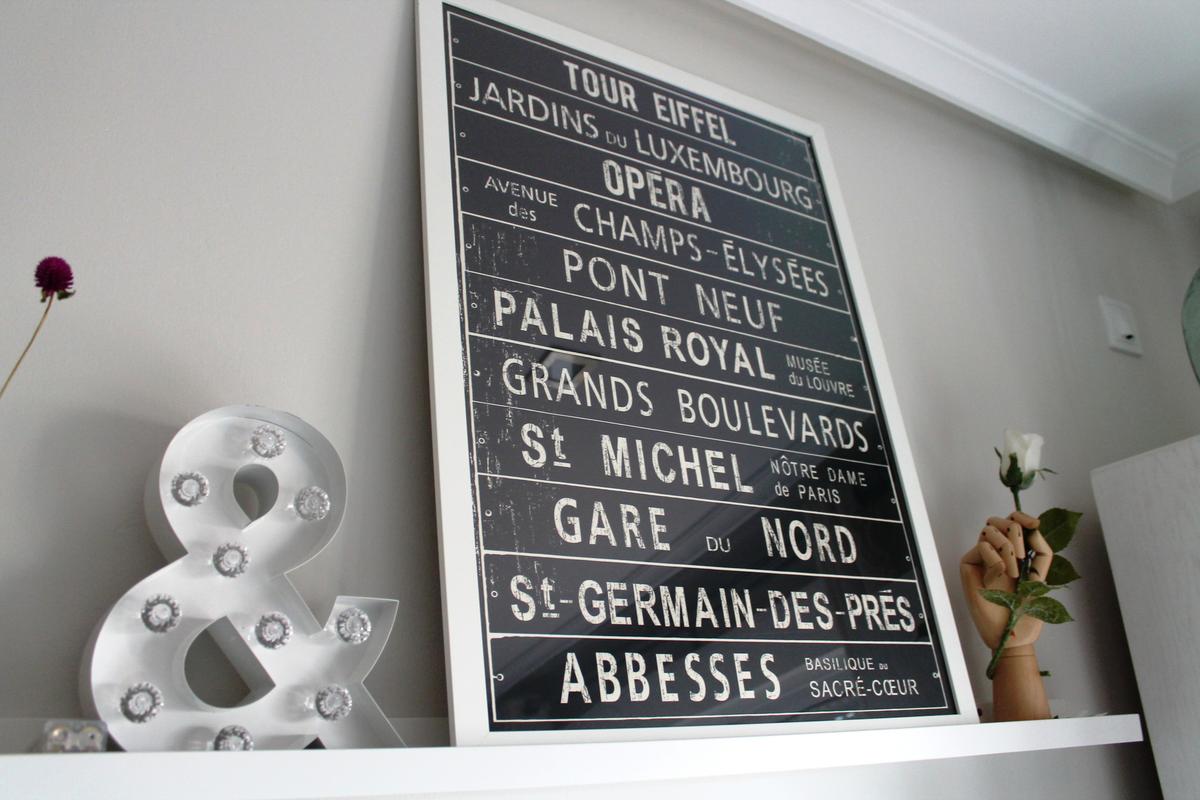 TOUR EIFFEL
JARDINS DU LUXEMBOURG
OPÉRA
AVENUE des CHAMPS-ÉLYSÉES
PONT NEUF
PALAIS ROYAL MUSÉE du LOUVRE
GRANDS BOULEVARDS
St MICHEL NÔTRE DAME de PARIS
GARE DU NORD
St-GERMAIN-DES-PRÉS
ABBESSES BASILIQUE DU SACRÉ-CŒUR
&